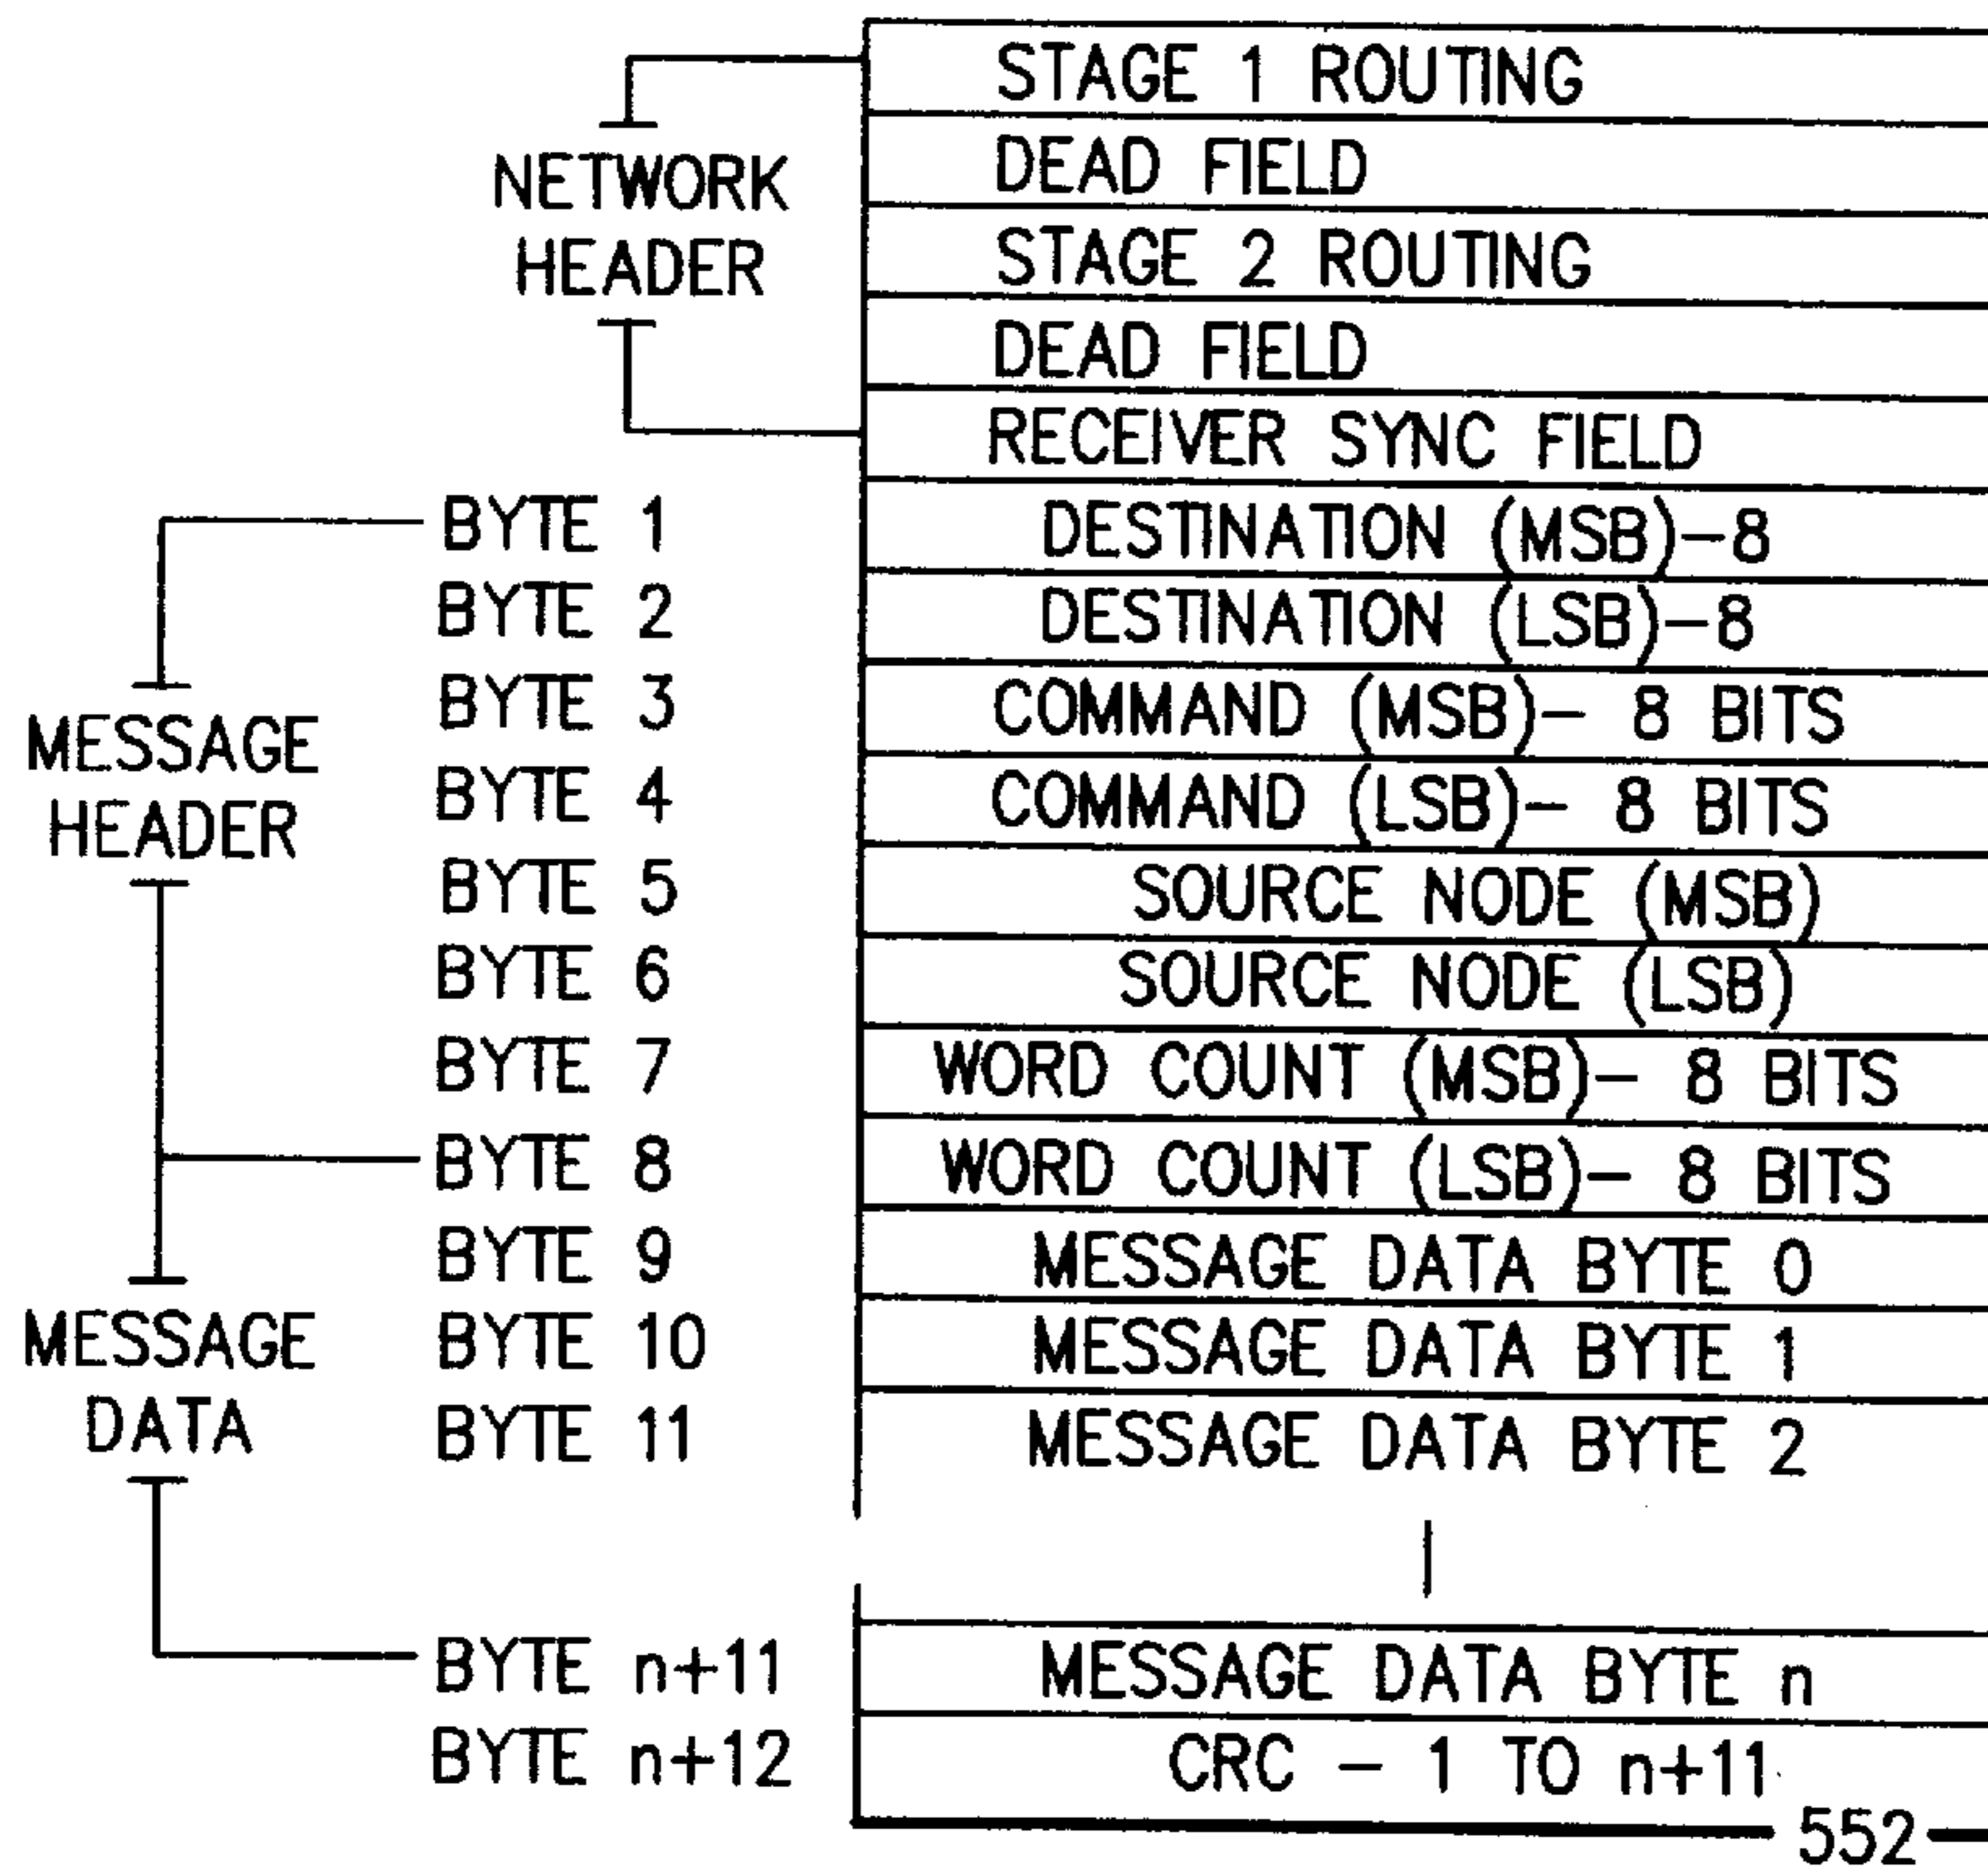 STAGE 1 ROUTING
DEAD FIELD
NETWORK
HEADER
STAGE 2 ROUTING
DEAD FIELD
RECEIVER SYNC FIELD
BYTE 1 DESTINATION (MSB)-8
BYTE 2 DESTINATION (LSB)-8
BYTE 3 COMMAND (MSB)- 8 BITS
MESSAGE
HEADER
BYTE 4 COMMAND (LSB)- 8 BITS
BYTE 5 SOURCE NODE (MSB)
BYTE 6 SOURCE NODE (LSB)
BYTE 7 WORD COUNT (MSB)- 8 BITS
BYTE 8 WORD COUNT (LSB)- 8 BITS
BYTE 9 MESSAGE DATA BYTE 0
MESSAGE
DATA
BYTE 10 MESSAGE DATA BYTE 1
BYTE 11 MESSAGE DATA BYTE 2
BYTE n+11 MESSAGE DATA BYTE n
BYTE n+12 CRC - 1 TO n+11
552